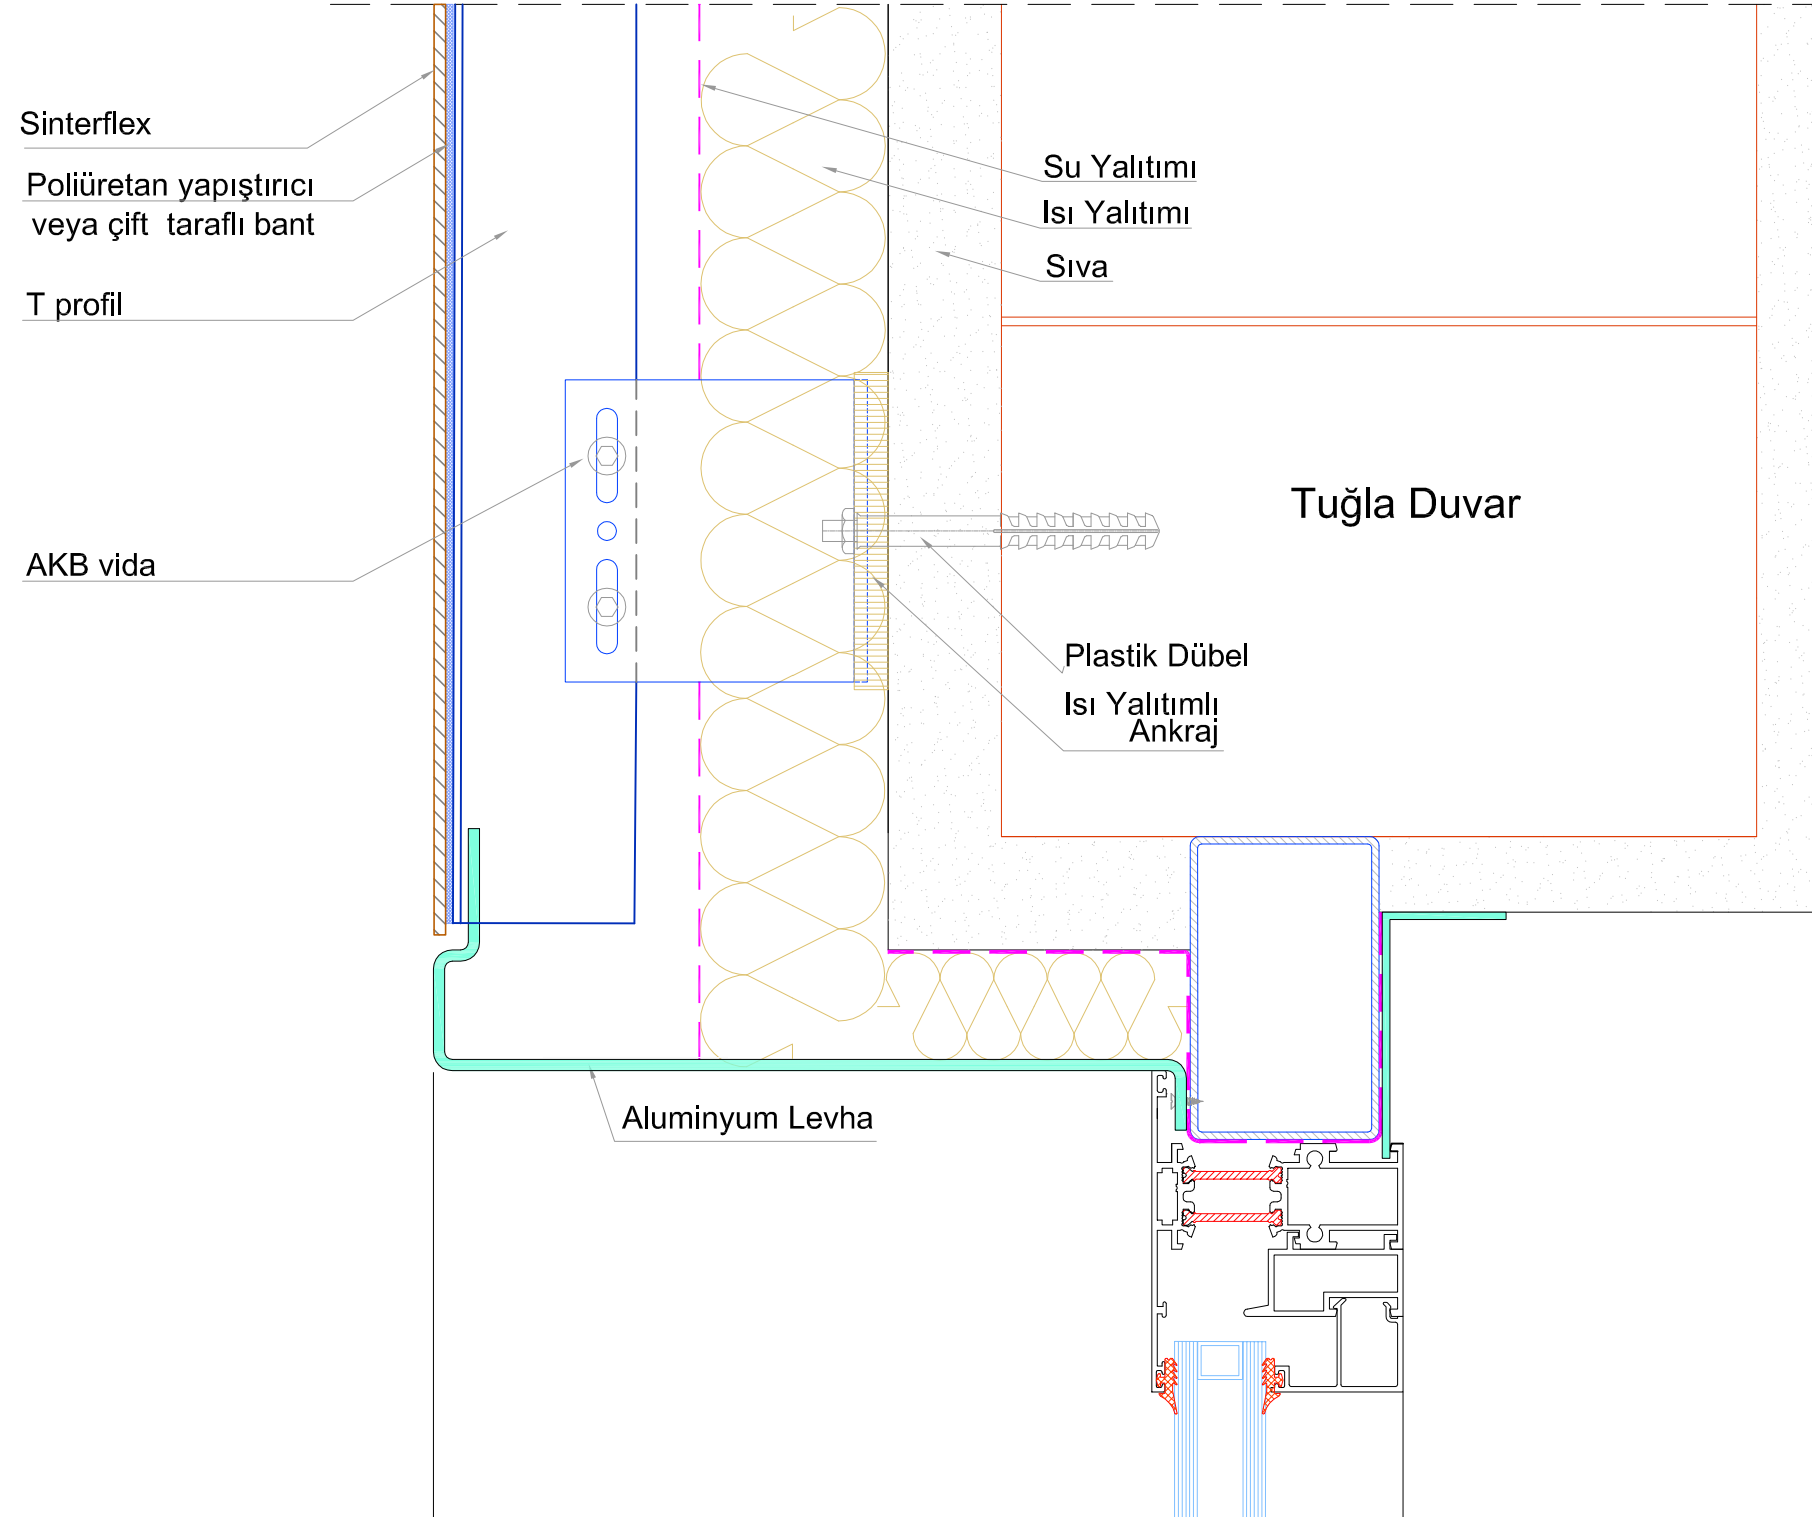 Sinterflex
Poliüretan yapıştırıcı
veya çift taraflı bant
T profil
AKB vida
Su Yalıtımı
Isı Yalıtımı
Sıva
Tuğla Duvar
Plastik Dübel
Isı Yalıtımlı
Ankraj
Aluminyum Levha